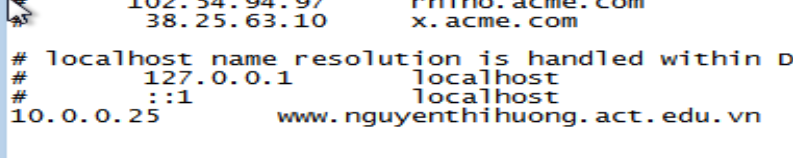 # 102.54.94.97 rhino.acme.com
# 38.25.63.10 x.acme.com

# localhost name resolution is handled within D
# 127.0.0.1 localhost
# ::1 localhost
10.0.0.25 www.nguyenthihuong.act.edu.vn